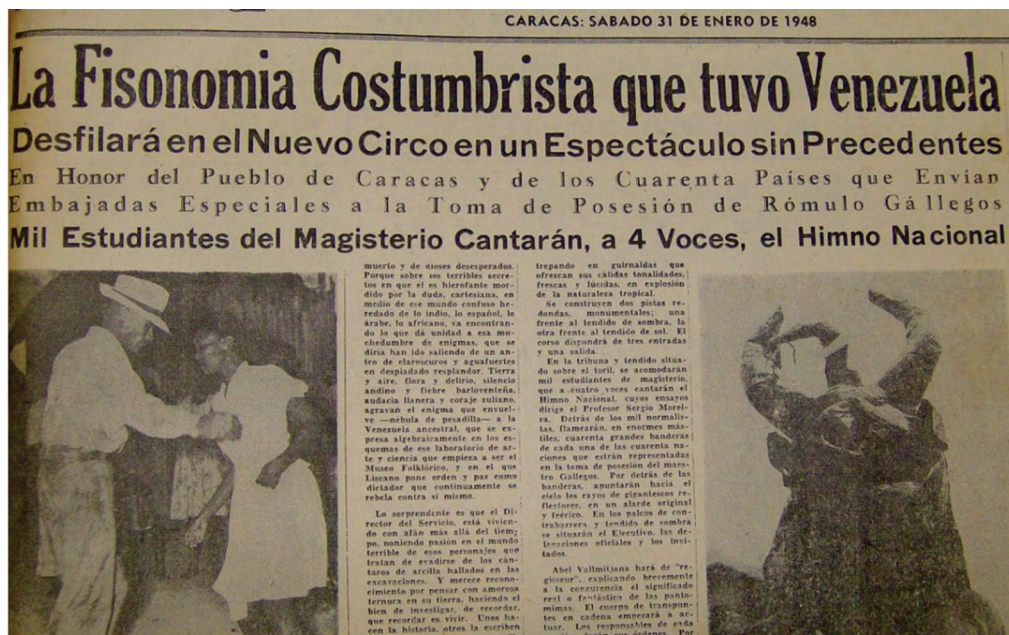 CARACAS: SABADO 31 DE ENERO DE 1948
La Fisonomia Costumbrista que tuvo Venezuela
Desfilará en el Nuevo Circo en un Espectáculo sin Precedentes
En Honor del Pueblo de Caracas y de los Cuarenta Países que Envían
Embajadas Especiales a la Toma de Posesión de Rómulo Gállegos
Mil Estudiantes del Magisterio Cantarán, a 4 Voces, el Himno Nacional
muerto y de dioses desesperados.
Porque sobre los terribles secre-
tos en que él es hierofante mor-
dido por la duda, cartesiana, en
medio de ese mundo confuso he-
redado de lo indio, lo español, lo
árabe, lo africano, va encontran-
do lo que dá unidad a esa mu-
chedumbre de enigmas, que se
diría han ido saliendo de un an-
tro de claroscuros y aguafuertes
en despiadado resplandor. Tierra
y aire, flora y delirio, silencio
andino y fiebre barloventeña,
audacia llanera y coraje zuliano,
agravan el enigma que envuel-
ve —nébula de pesadilla— a la
Venezuela ancestral, que se ex-
presa algebraicamente en los es-
quemas de ese laboratorio de ar-
te y ciencia que empieza a ser el
Museo Folklórico, y en el que
Liscano pone orden y paz como
dictador que continuamente se
rebela contra sí mismo.
Lo sorprendente es que el Di-
rector del Servicio, está vivien-
do con afán más allá del tiem-
po, poniendo pasión en el mundo
terrible de esos personajes que
tratan de evadirse de los cán-
taros de arcilla hallados en las
excavaciones. Y merece recono-
cimiento por pensar con amorosa
ternura en su tierra, haciendo el
bien de investigar, de recordar,
que recordar es vivir. Unos ha-
cen la historia, otros la escriben
trepando en guirnaldas que
ofrezcan sus cálidas tonalidades,
frescas y lúcidas, en explosión
de la naturaleza tropical.
Se construyen dos pistas re-
dondas, monumentales; una
frente al tendido de sombra, la
otra frente al tendido de sol. El
corso dispondrá de tres entradas
y una salida.
En la tribuna y tendido situa-
do sobre el toril, se acomodarán
mil estudiantes de magisterio,
que a cuatro voces cantarán el
Himno Nacional, cuyos ensayos
dirige el Profesor Sergio Morei-
ra. Detrás de los mil normalis-
tas, flamearán, en enormes más-
tiles, cuarenta grandes banderas
de cada una de las cuarenta na-
ciones que estrán representadas
en la toma de posesión del maes-
tro Gallegos. Por detrás de las
banderas, apuntarán hacia el
cielo los rayos de gigantescos re-
flectores, en un alarde original
y feérico. En los palcos de con-
trabarrera y tendido de sombra
se situarán el Ejecutivo, las de-
legaciones oficiales y los invi-
tados.
Abel Vallmitjana hará de "re-
gisseur", explicando brevemente
a la concurencia el significado
real o fantástico de las panto-
mimas. El cuerpo de transpun-
tes en cadena emperará a ac-
tuar. Los responsables de cada
sus órdenes. Por